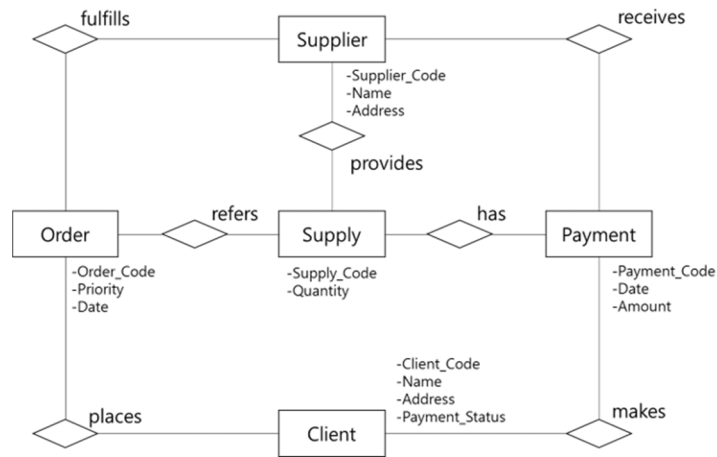 fulfills
receives
Supplier
-Supplier_Code
-Name
-Address
provides
refers
has
Order
Supply
Payment
-Order_Code
-Priority
-Date
-Supply_Code
-Quantity
-Payment_Code
-Date
-Amount
-Client_Code
-Name
-Address
-Payment_Status
places
makes
Client